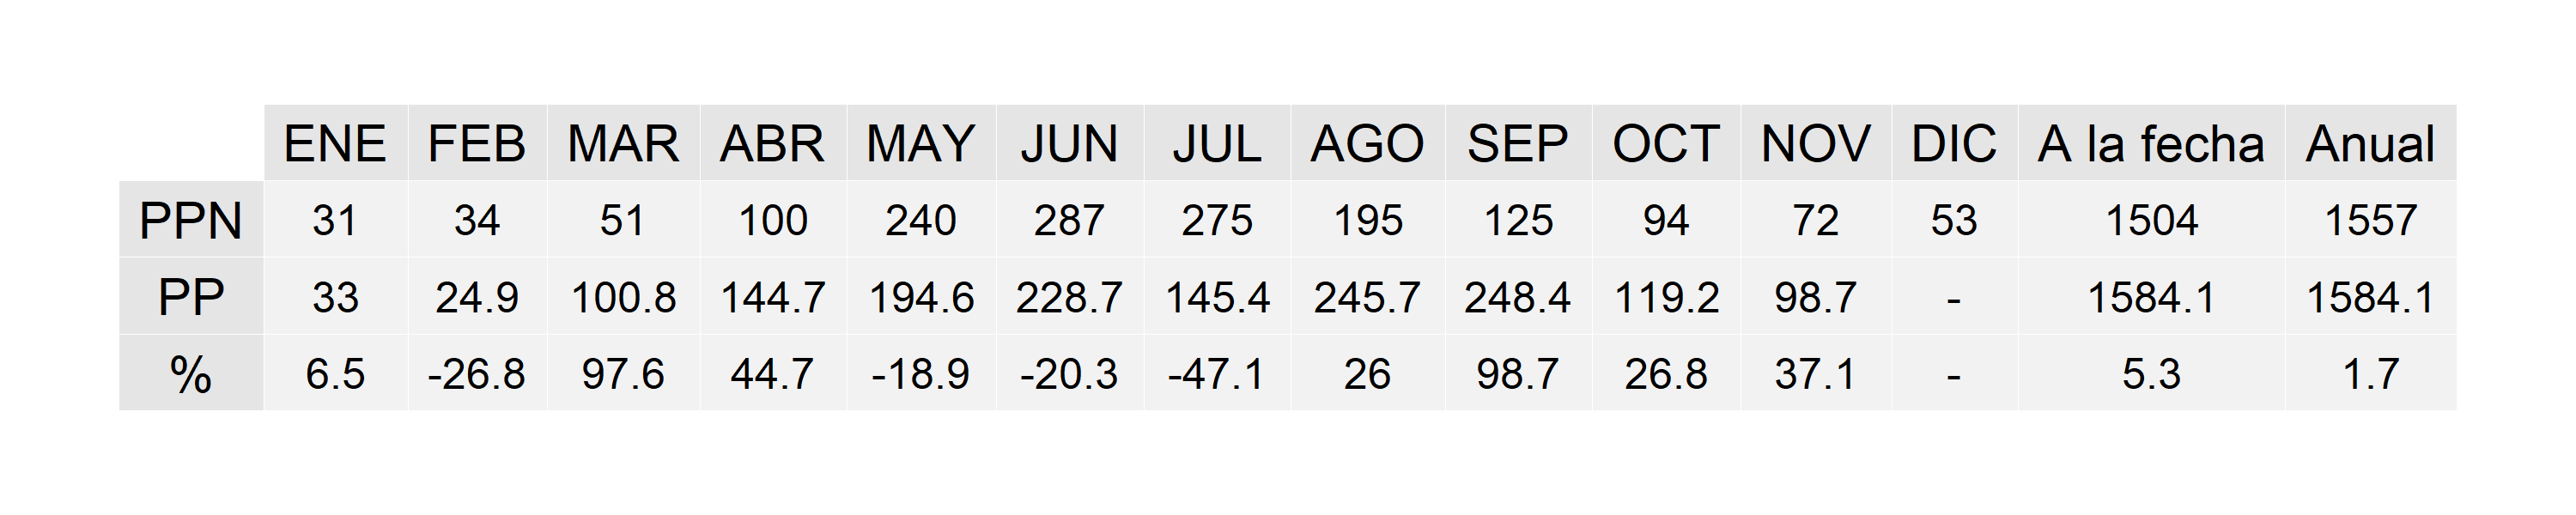 ENE FEB MAR ABR MAY JUN JUL AGO SEP OCT NOV DIC A la fecha Anual
PPN 31 34 51 100 240 287 275 195 125 94 72 53 1504 1557
PP 33 24.9 100.8 144.7 194.6 228.7 145.4 245.7 248.4 119.2 98.7 - 1584.1 1584.1
% 6.5 -26.8 97.6 44.7 -18.9 -20.3 -47.1 26 98.7 26.8 37.1 - 5.3 1.7